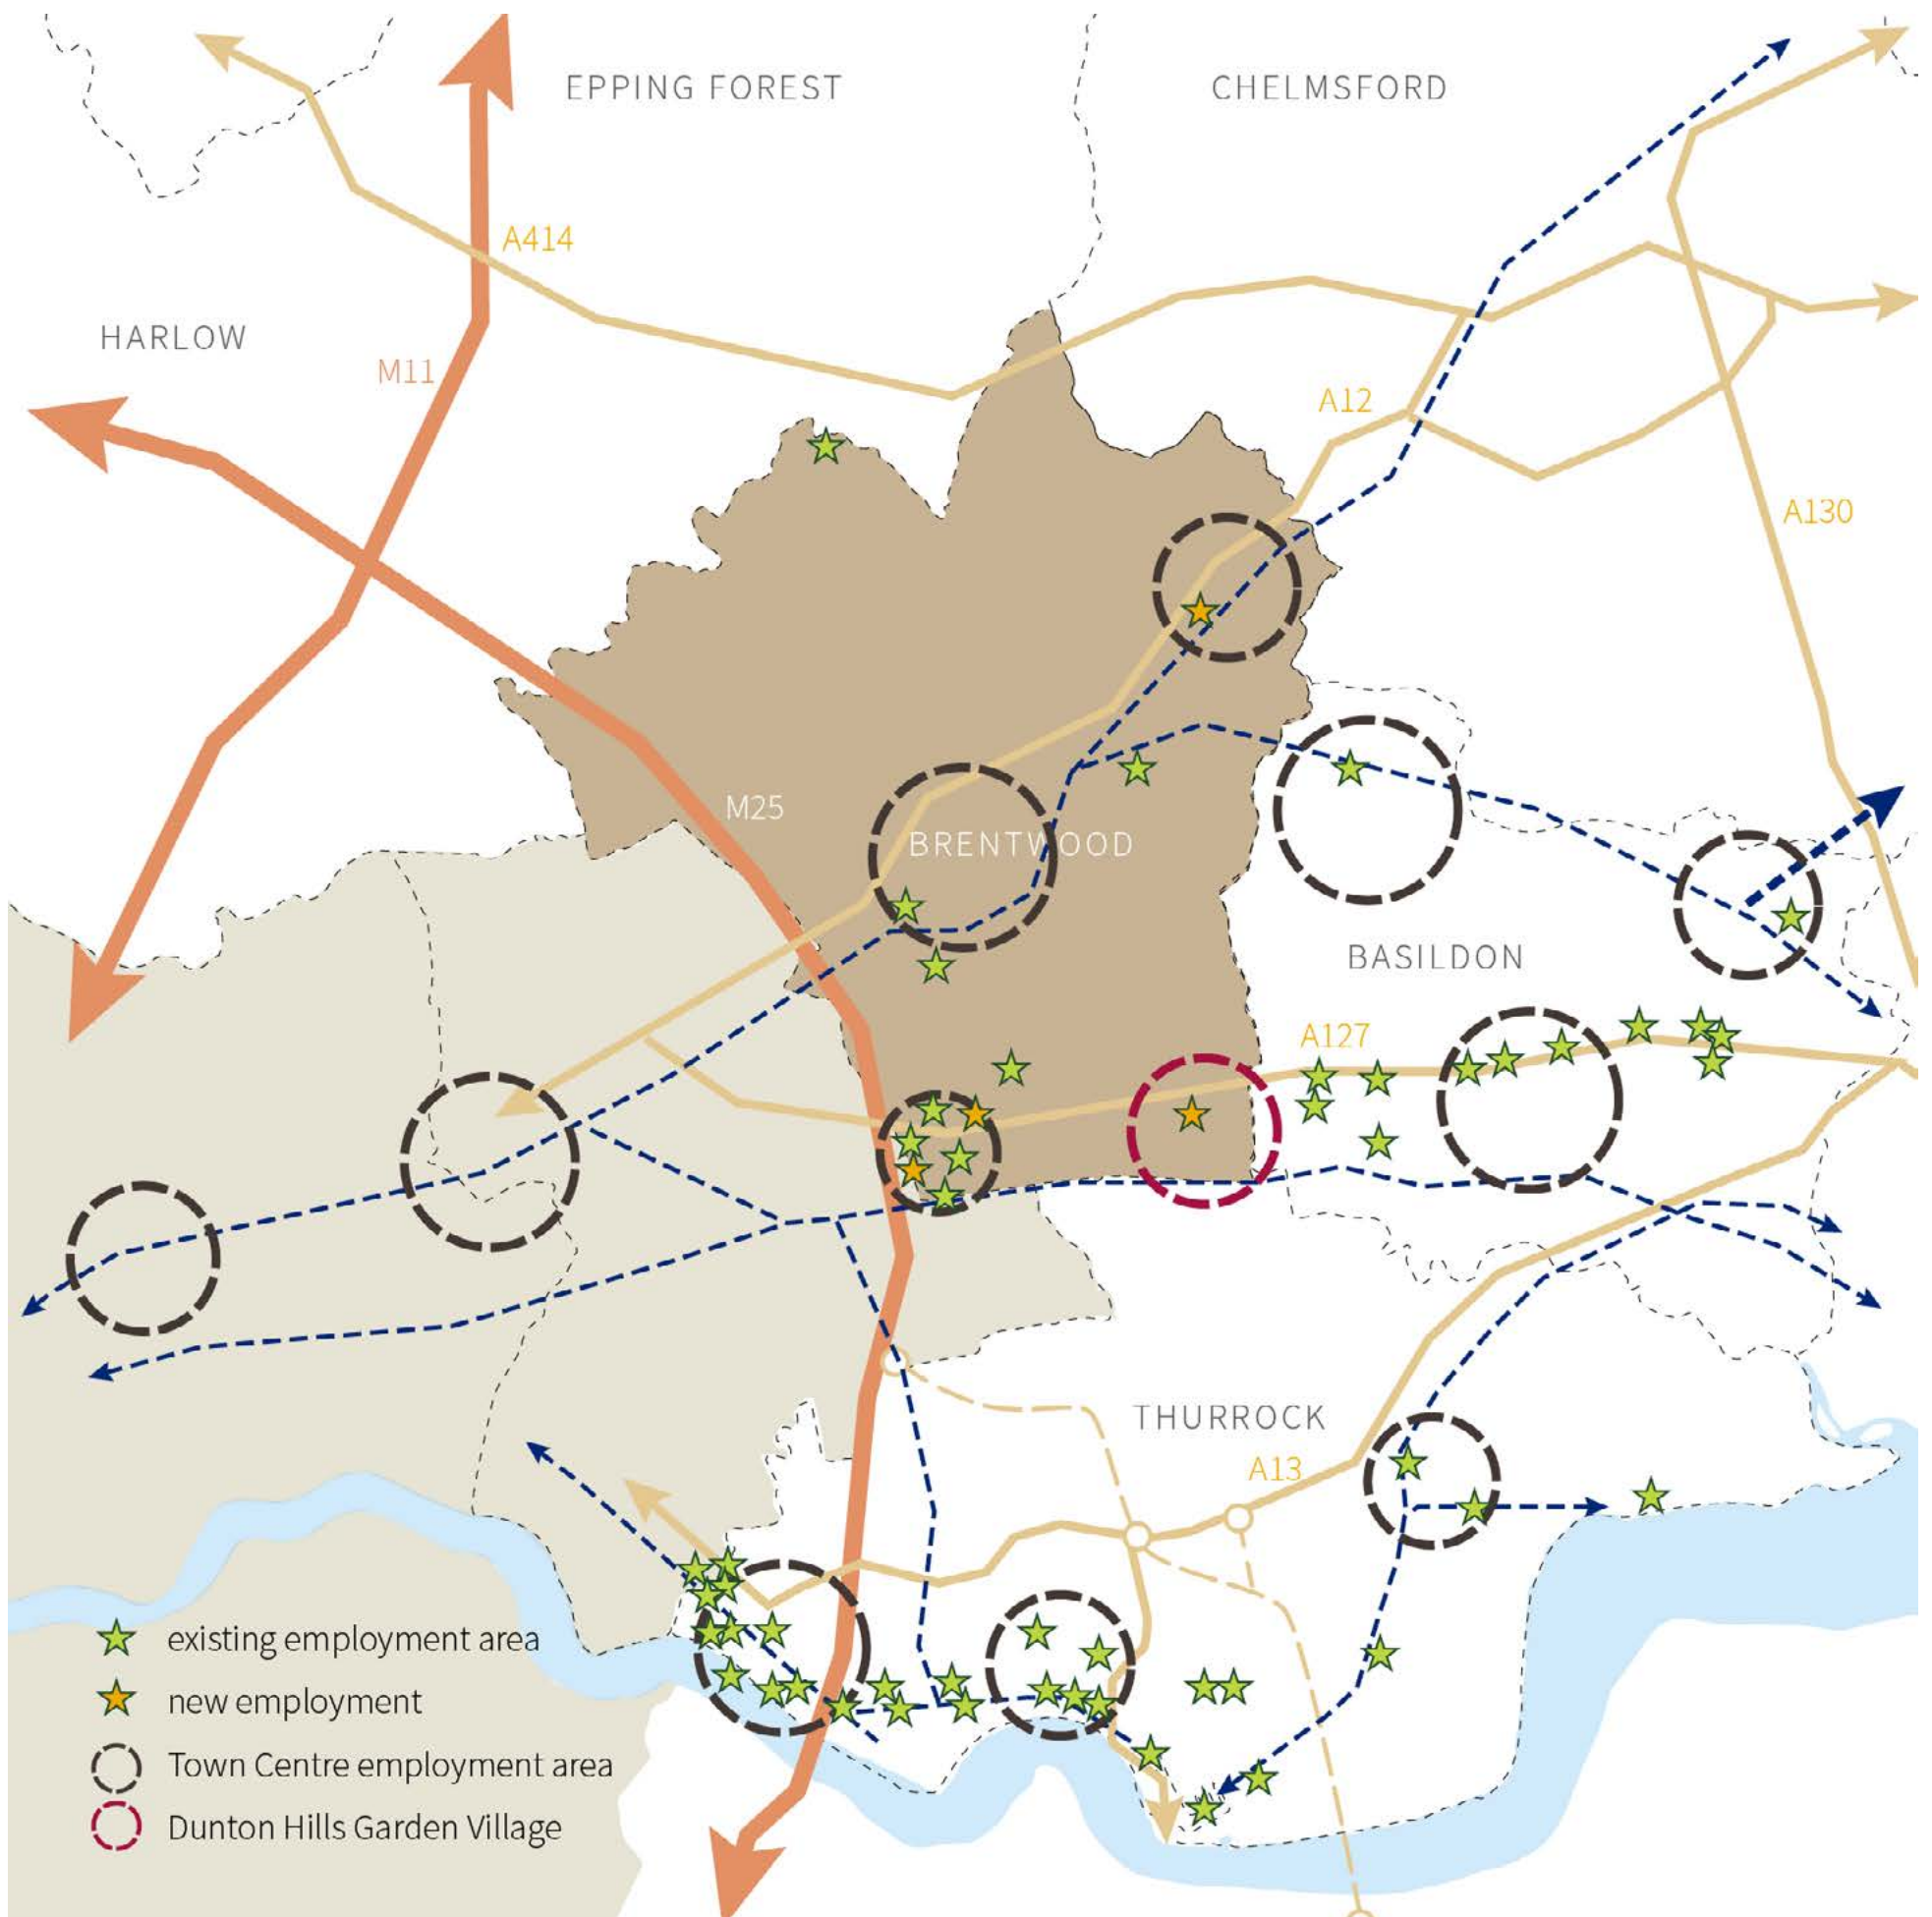 EPPING FOREST
CHELMSFORD
A414
HARLOW
M11
A12
A130
M25
BRENTWOOD
BASILDON
A127
THURROCK
A13
existing employment area
new employment
Town Centre employment area
Dunton Hills Garden Village